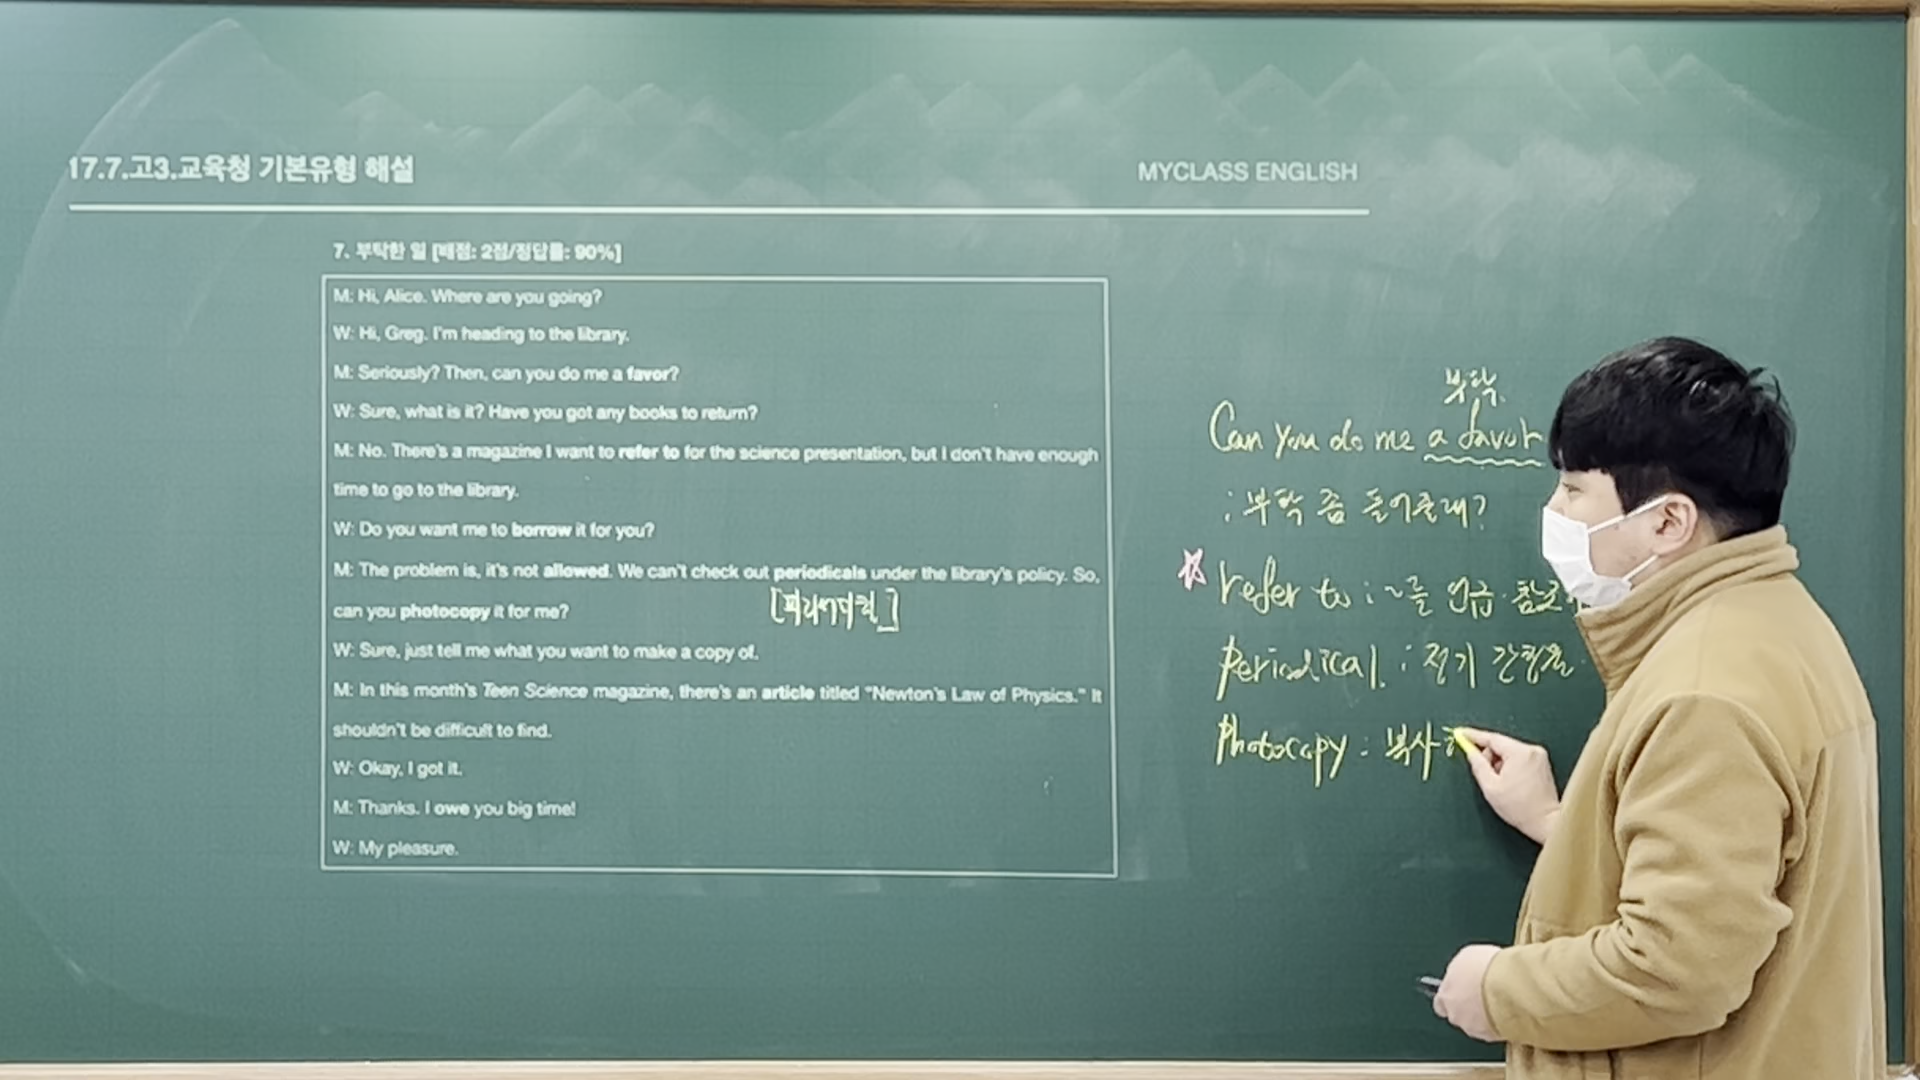 17.7.고3.교육청 기본유형 해설
MYCLASS ENGLISH
7. 부탁한 일 [배점: 2점/정답률: 90%]
M: Hi, Alice. Where are you going?
W: Hi, Greg. I'm heading to the library.
M: Seriously? Then, can you do me a favor?
W: Sure, what is it? Have you got any books to return?
M: No. There's a magazine I want to refer to for the science presentation, but I don't have enough
time to go to the library.
W: Do you want me to borrow it for you?
M: The problem is, it's not allowed. We can't check out periodicals under the library's policy. So,
can you photocopy it for me?
W: Sure, just tell me what you want to make a copy of.
M: In this month's Teen Science magazine, there's an article titled "Newton's Law of Physics." It
shouldn't be difficult to find.
W: Okay, I got it.
M: Thanks. I owe you big time!
W: My pleasure.
부탁.
Can you do me a favor
: 부탁 좀 들어줄래?
refer to : ~를 언급·참조
Periodical. : 정기 간행물.
Photocopy : 복사